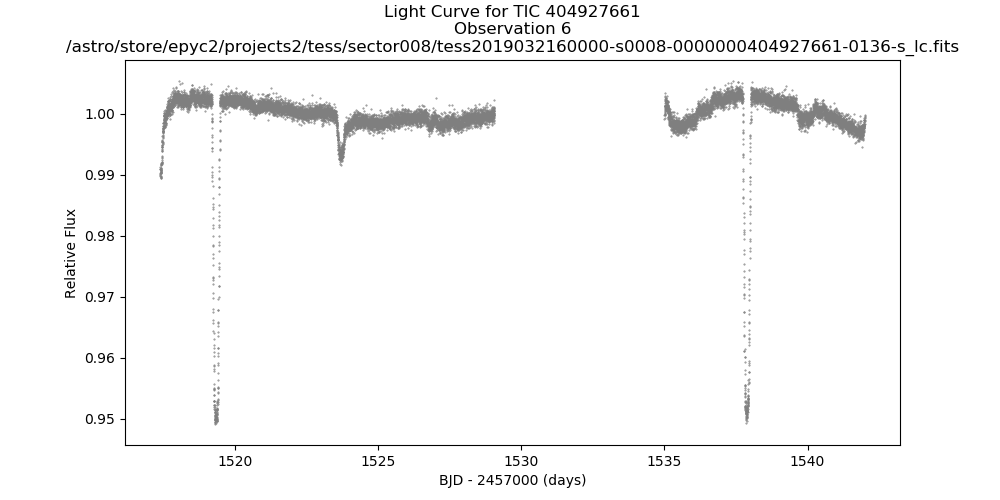 Light Curve for TIC 404927661
Observation 6
/astro/store/epyc2/projects2/tess/sector008/tess2019032160000-s0008-0000000404927661-0136-s_lc.fits
1.00
0.99
0.98
0.97
0.96
0.95
Relative Flux
1520
1525
1530
1535
1540
BJD - 2457000 (days)